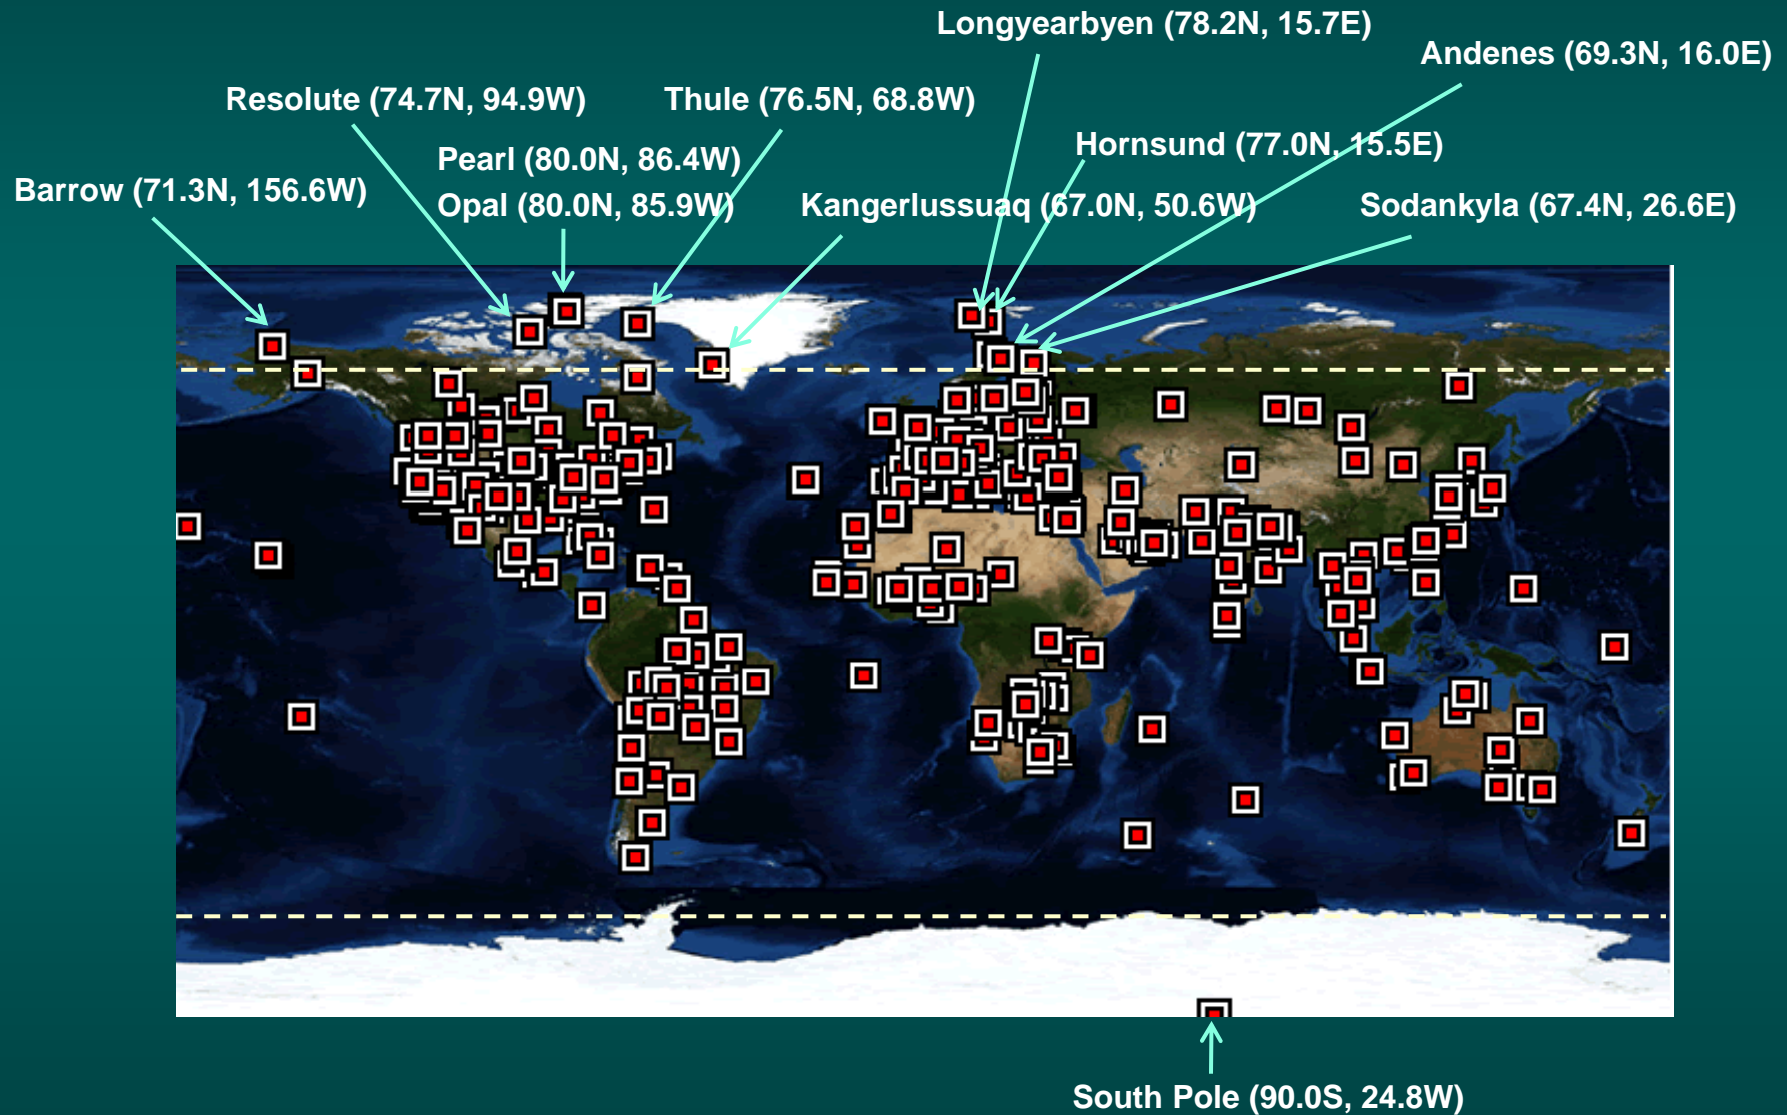 Longyearbyen (78.2N, 15.7E)
Andenes (69.3N, 16.0E)
Resolute (74.7N, 94.9W)
Thule (76.5N, 68.8W)
Hornsund (77.0N, 15.5E)
Pearl (80.0N, 86.4W)
Barrow (71.3N, 156.6W)
Opal (80.0N, 85.9W)
Kangerlussuaq (67.0N, 50.6W)
Sodankyla (67.4N, 26.6E)
South Pole (90.0S, 24.8W)